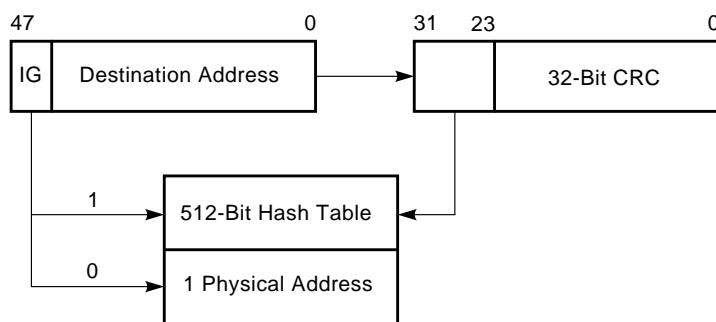 47 0 31 23 0
IG Destination Address 32-Bit CRC
1 512-Bit Hash Table
0 1 Physical Address